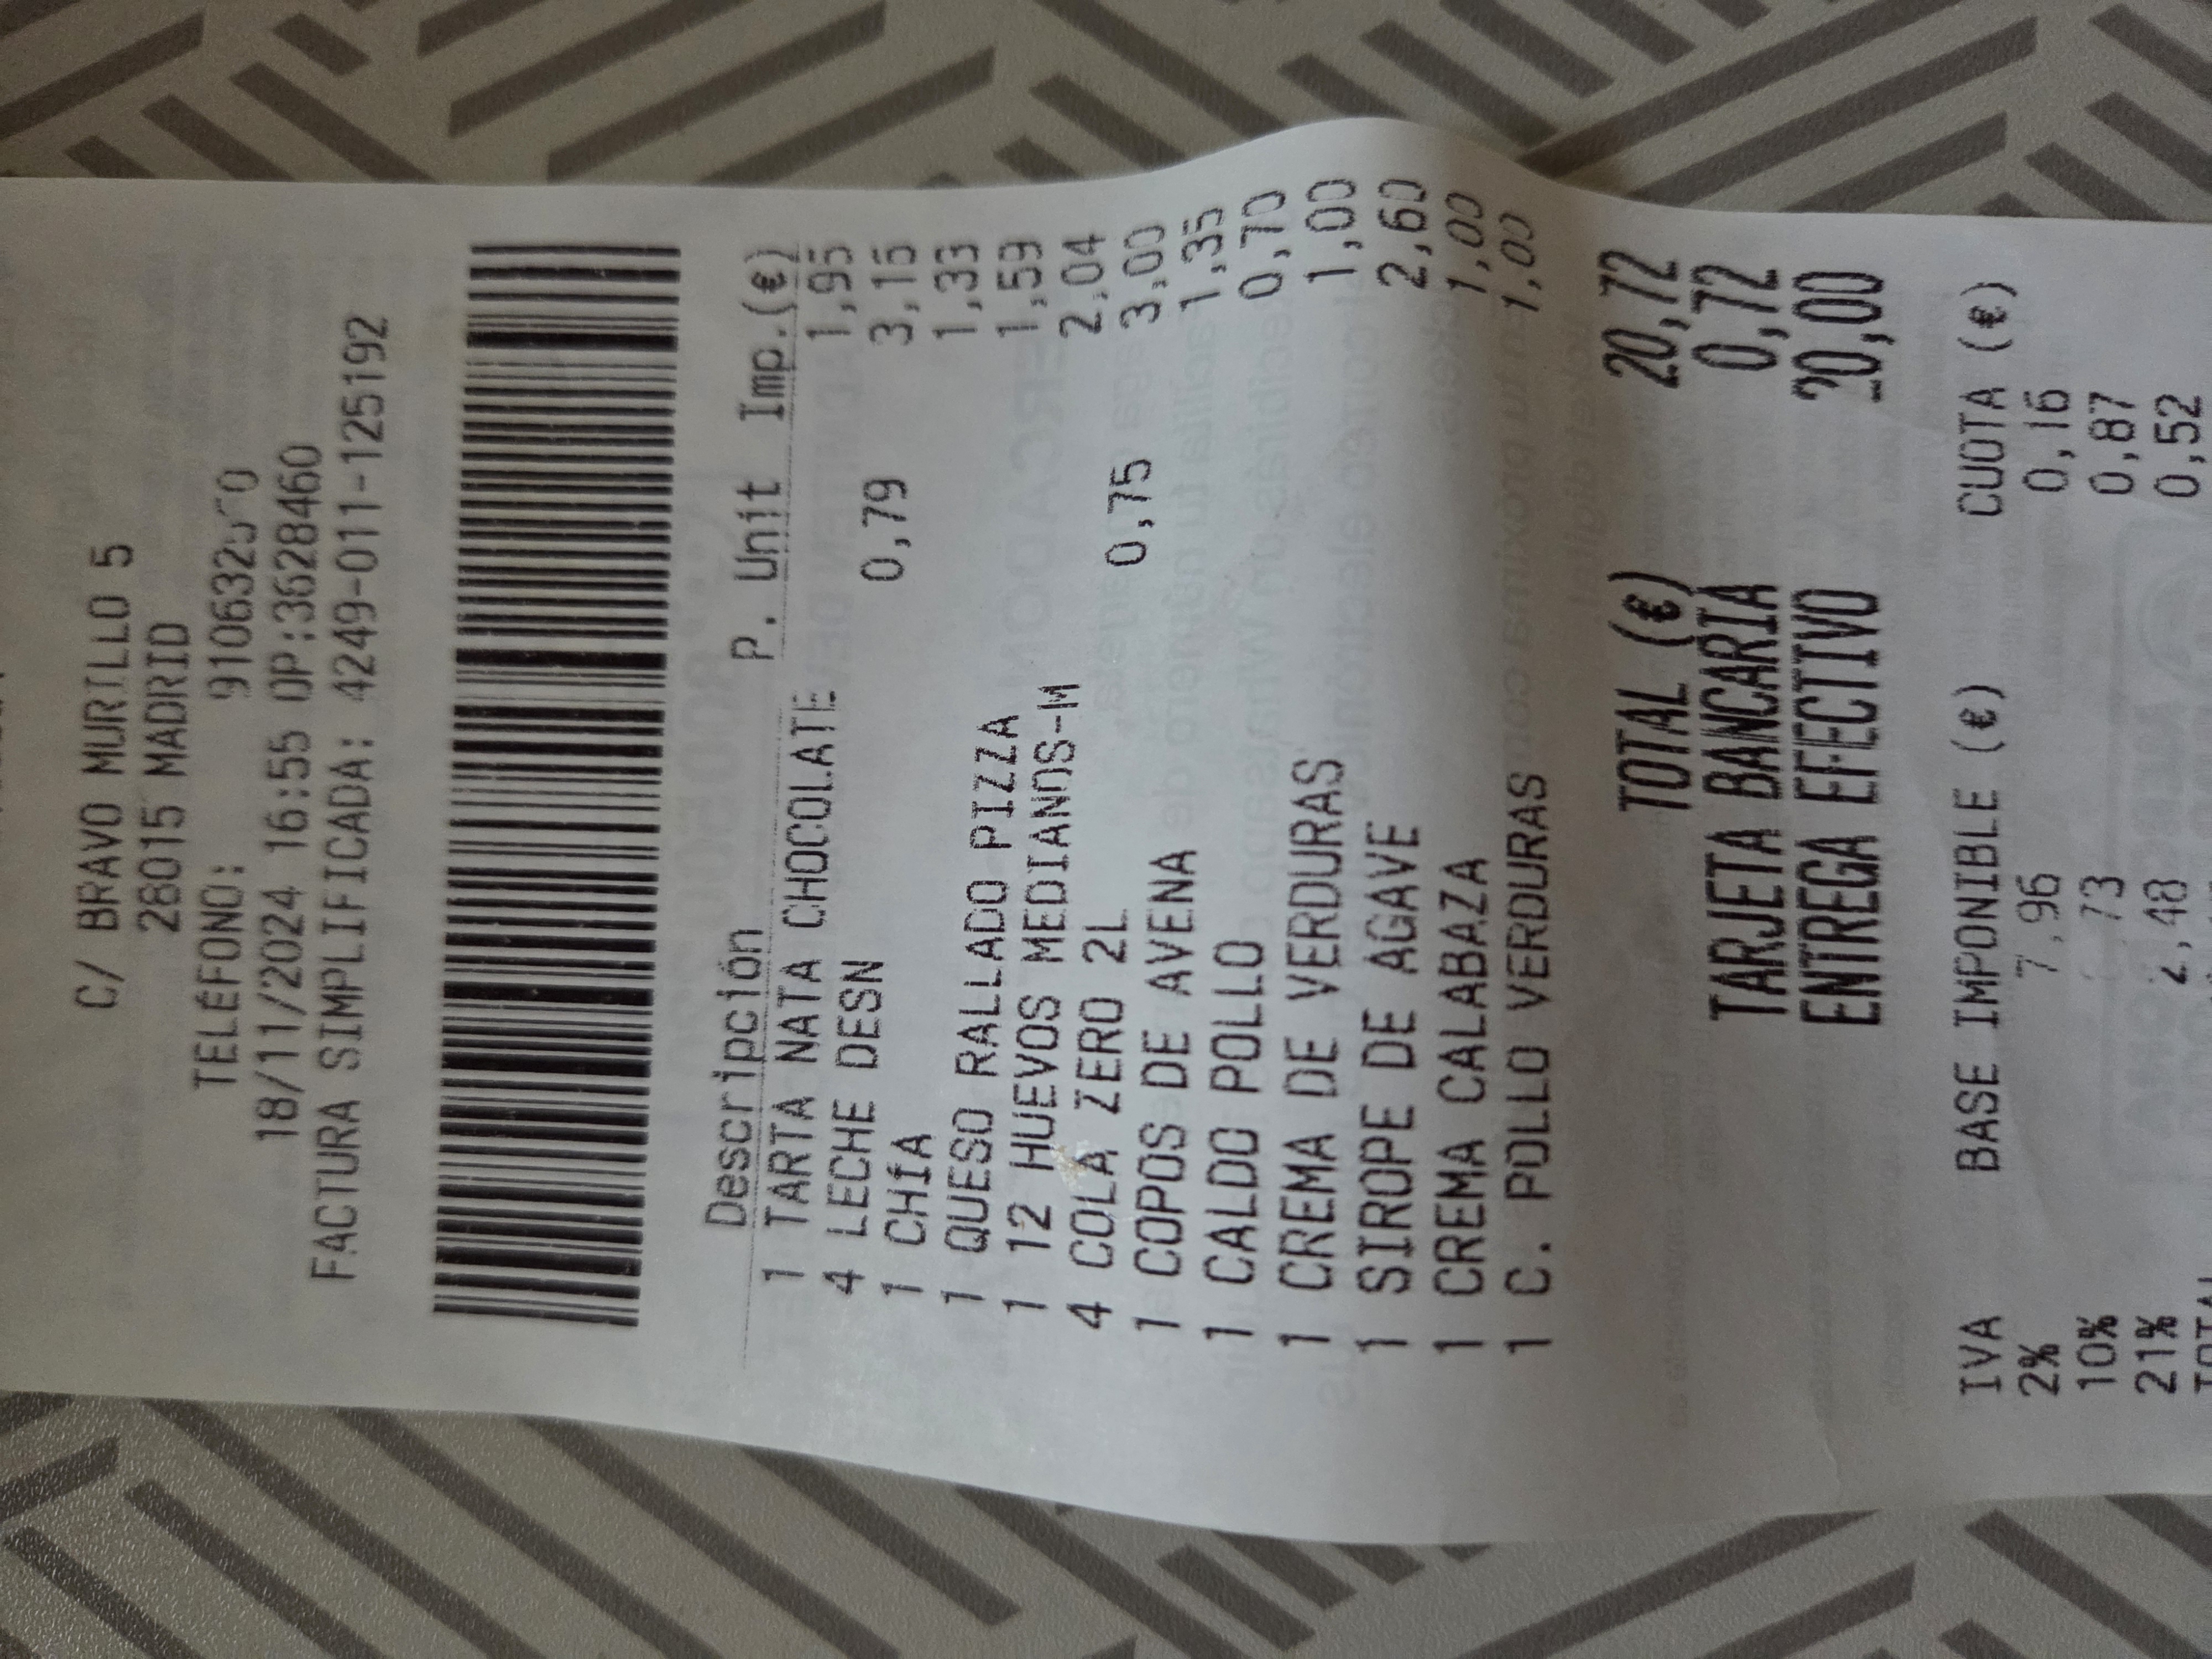 C/ BRAVO MURILLO 5
28015 MADRID
TELÉFONO:
18/11/2024 16:55 OP:3628460
FACTURA SIMPLIFICADA: 4249-011-125192
Descripción P. Unit Imp.(€)
1 TARTA NATA CHOCOLATE 1,95
4 LECHE DESN 0,79 3,16
1 CHÍA 1,33
1 QUESO RALLADO PIZZA 1,59
1 12 HUEVOS MEDIANOS-M 2,04
4 COLA ZERO 2L 0,75 3,00
1 COPOS DE AVENA 1,35
1 CALDO POLLO 0,70
1 CREMA DE VERDURAS 1,00
1 SIROPE DE AGAVE 2,60
1 CREMA CALABAZA 1,00
1 C. POLLO VERDURAS 1,00
TOTAL (€) 20,72
TARJETA BANCARIA 0,72
ENTREGA EFECTIVO 20,00
IVA BASE IMPONIBLE (€) CUOTA (€)
2% 7,96 0,16
10% 0,87
21% 2,48 0,52
TOTAL